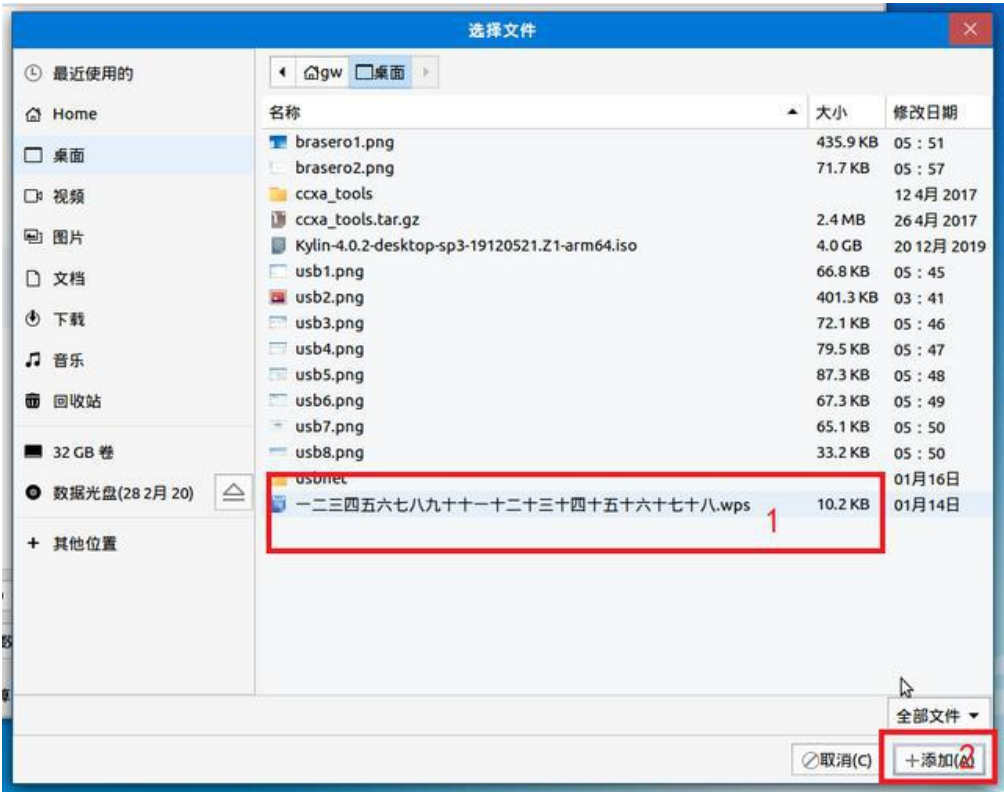 选择文件
最近使用的
Home
桌面
视频
图片
文档
下载
音乐
回收站
32 GB 卷
数据光盘(28 2月 20)
+ 其他位置
gw 桌面
名称 大小 修改日期
brasero1.png 435.9 KB 05：51
brasero2.png 71.7 KB 05：57
ccxa_tools 12 4月 2017
ccxa_tools.tar.gz 2.4 MB 26 4月 2017
Kylin-4.0.2-desktop-sp3-19120521.Z1-arm64.iso 4.0 GB 20 12月 2019
usb1.png 66.8 KB 05：45
usb2.png 401.3 KB 03：41
usb3.png 72.1 KB 05：46
usb4.png 79.5 KB 05：47
usb5.png 87.3 KB 05：48
usb6.png 67.3 KB 05：49
usb7.png 65.1 KB 05：50
usb8.png 33.2 KB 05：50
01月16日
一二三四五六七八九十十一十二十三十四十五十六十七十八.wps 10.2 KB 01月14日
1
全部文件
取消(C) +添加(A)
2